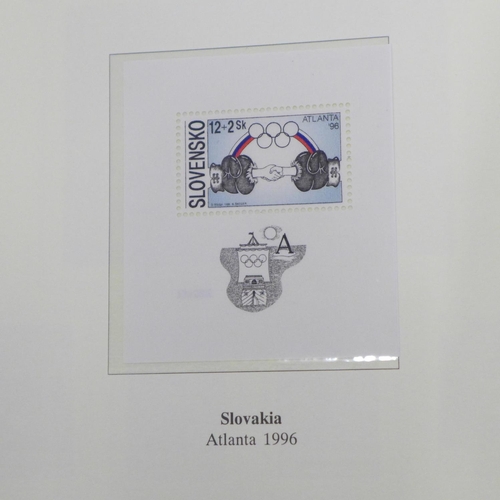 SLOVENSKO
12+2 Sk
ATLANTA
'96
A
Slovakia
Atlanta 1996